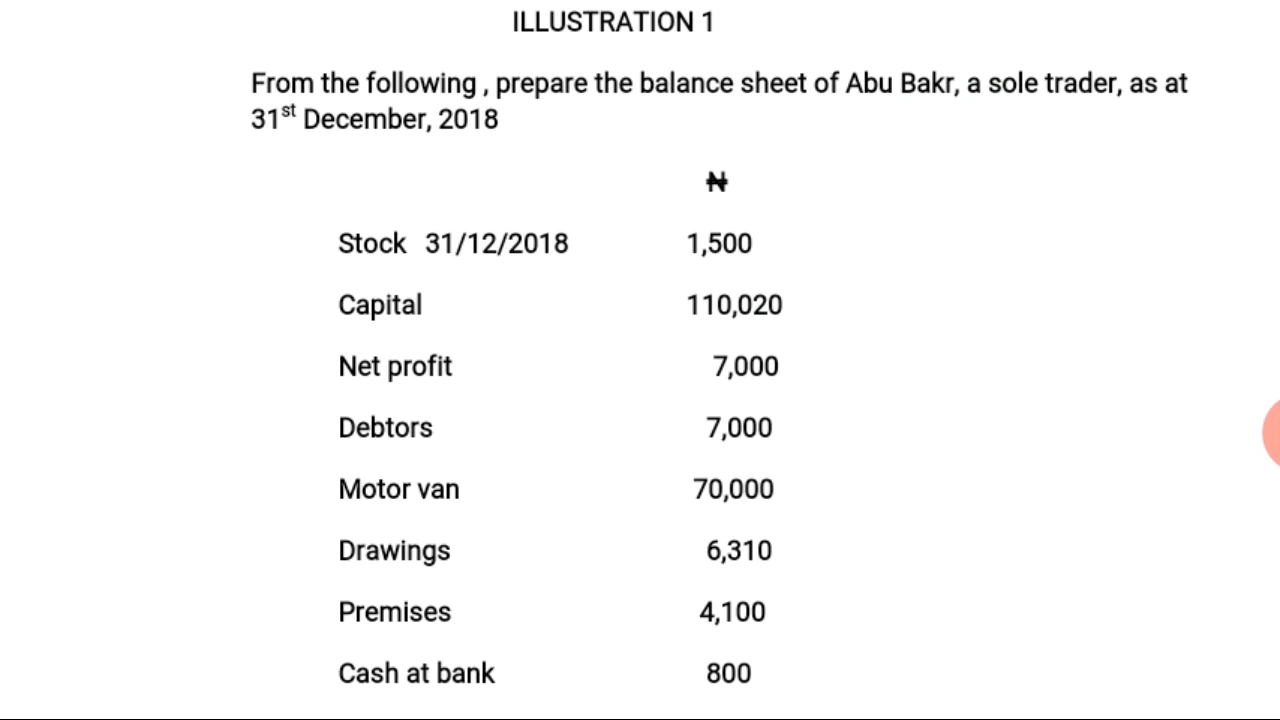 ILLUSTRATION 1
From the following , prepare the balance sheet of Abu Bakr, a sole trader, as at
31st December, 2018
₦
Stock 31/12/2018 1,500
Capital 110,020
Net profit 7,000
Debtors 7,000
Motor van 70,000
Drawings 6,310
Premises 4,100
Cash at bank 800